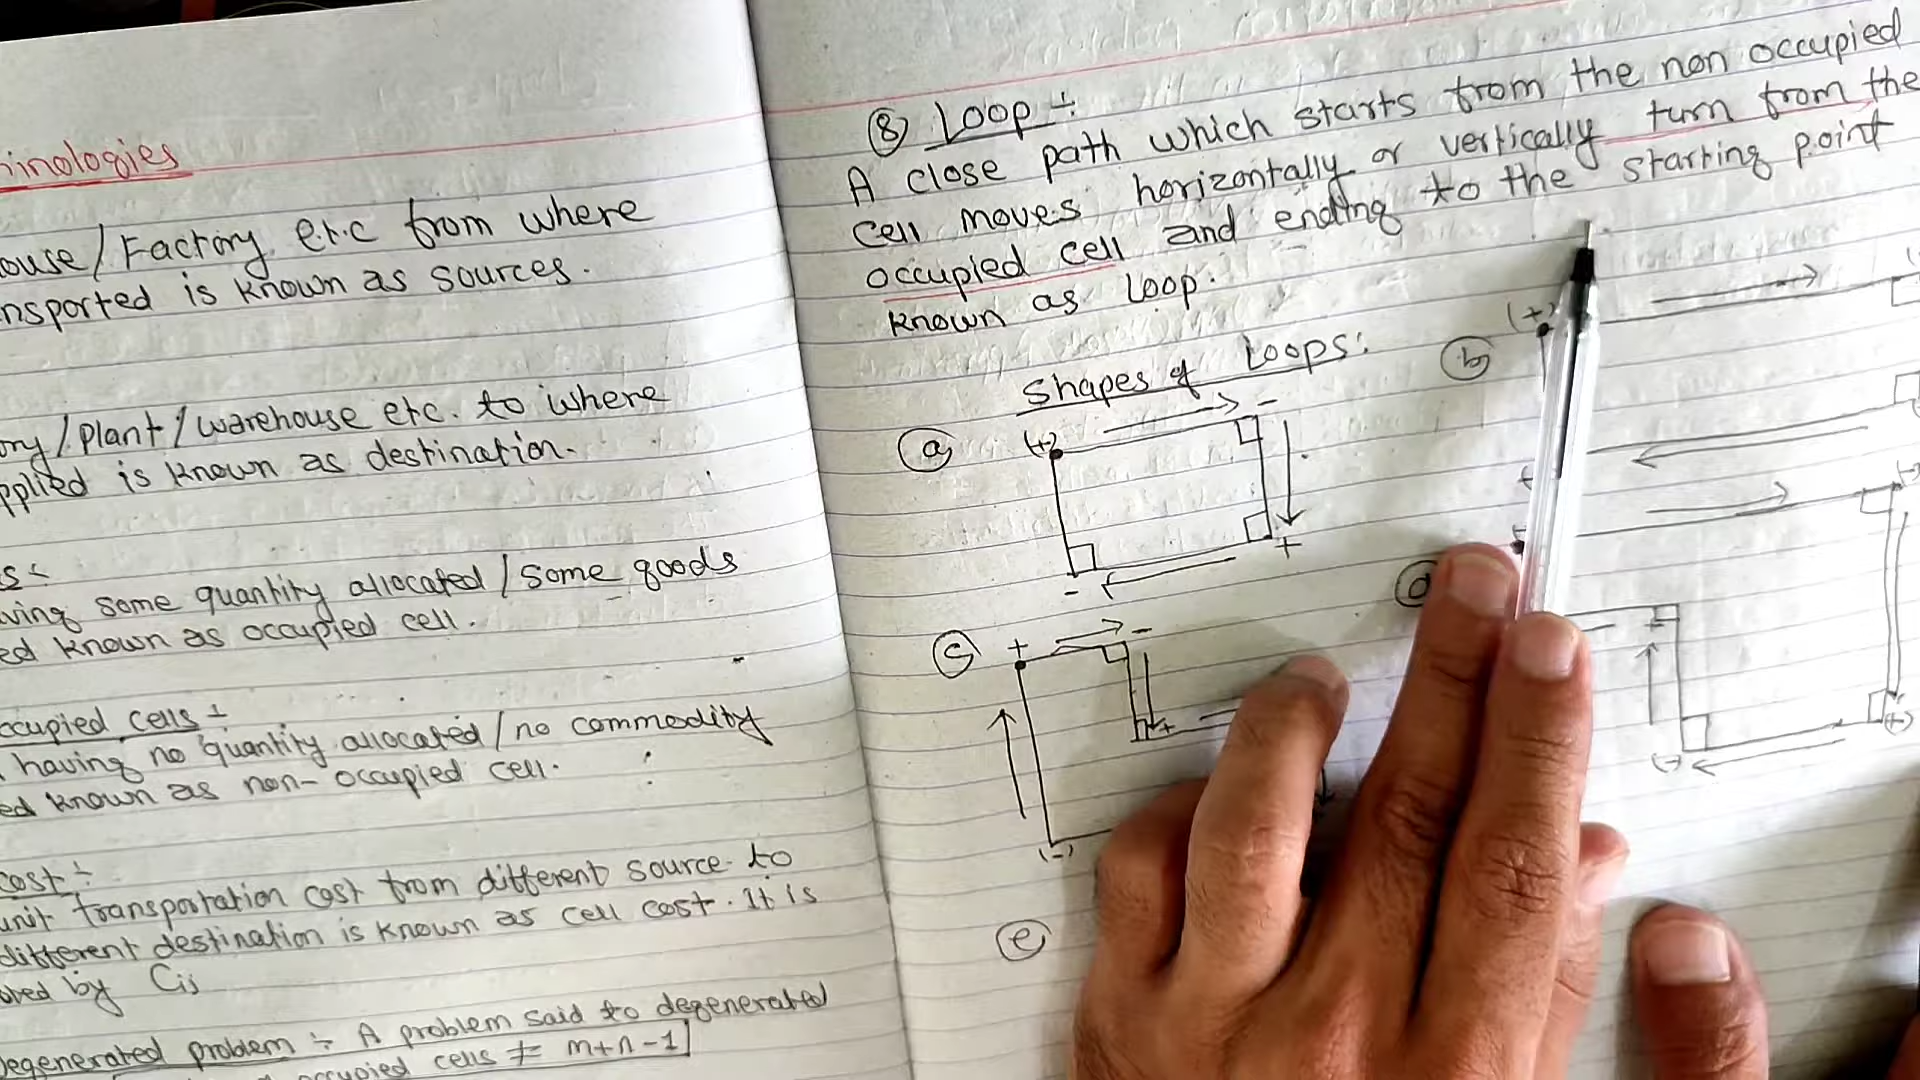 inologies
ouse / Factory etc from where
nsported is known as sources.
ory / plant / warehouse etc. to where
pplied is known as destination.
s :
ving some quantity allocated / some goods
ed known as occupied cell.
ccupied cells ÷
having no quantity allocated / no commodity
ed known as non-occupied cell.
cost ÷
unit transportation cost from different source to
different destination is known as cell cost. It is
oted by Cij
degenerated problem ÷ A problem said to degenerated
occupied cells ≠ m+n-1
⑧ Loop ÷
A close path which starts from the non occupied
cell moves horizontally or vertically turn from the
occupied cell and ending to the starting point
known as loop.
Shapes of Loops:
ⓐ (+) - + -
ⓑ (+) +
ⓒ + - + (-)
ⓓ + (-) (+) (-)
ⓔ